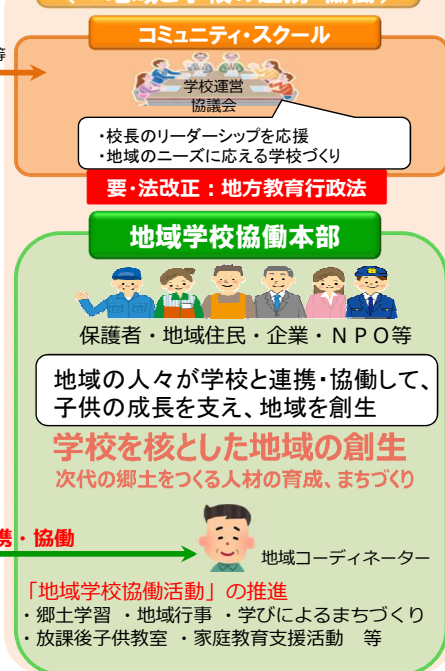 コミュニティ・スクール
等
学校運営
協議会
・校長のリーダーシップを応援
・地域のニーズに応える学校づくり
要・法改正：地方教育行政法
地域学校協働本部
保護者・地域住民・企業・ＮＰＯ等
地域の人々が学校と連携・協働して、
子供の成長を支え、地域を創生
学校を核とした地域の創生
次代の郷土をつくる人材の育成、まちづくり
携・協働
地域コーディネーター
「地域学校協働活動」の推進
・郷土学習 ・地域行事 ・学びによるまちづくり
・放課後子供教室 ・家庭教育支援活動　等